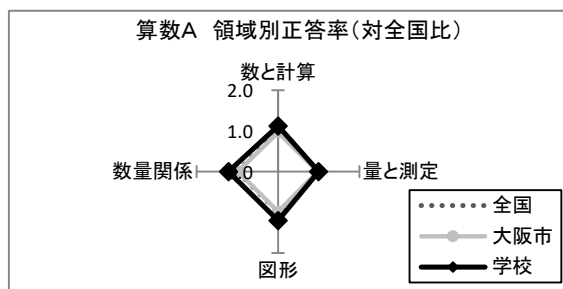 算数A 領域別正答率(対全国比)
数と計算
2.0
1.0
数量関係
.0
量と測定
図形
全国
大阪市
学校